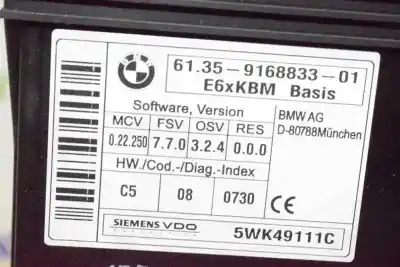 BMW
61.35-9168833-01
E6xKBM Basis
Software, Version
MCV FSV OSV RES
0.22.250 7.7.0 3.2.4 0.0.0
BMW AG
D-80788München
HW./Cod-/Diag.-Index
C5 08 0730
CE
SIEMENS VDO
5WK49111C